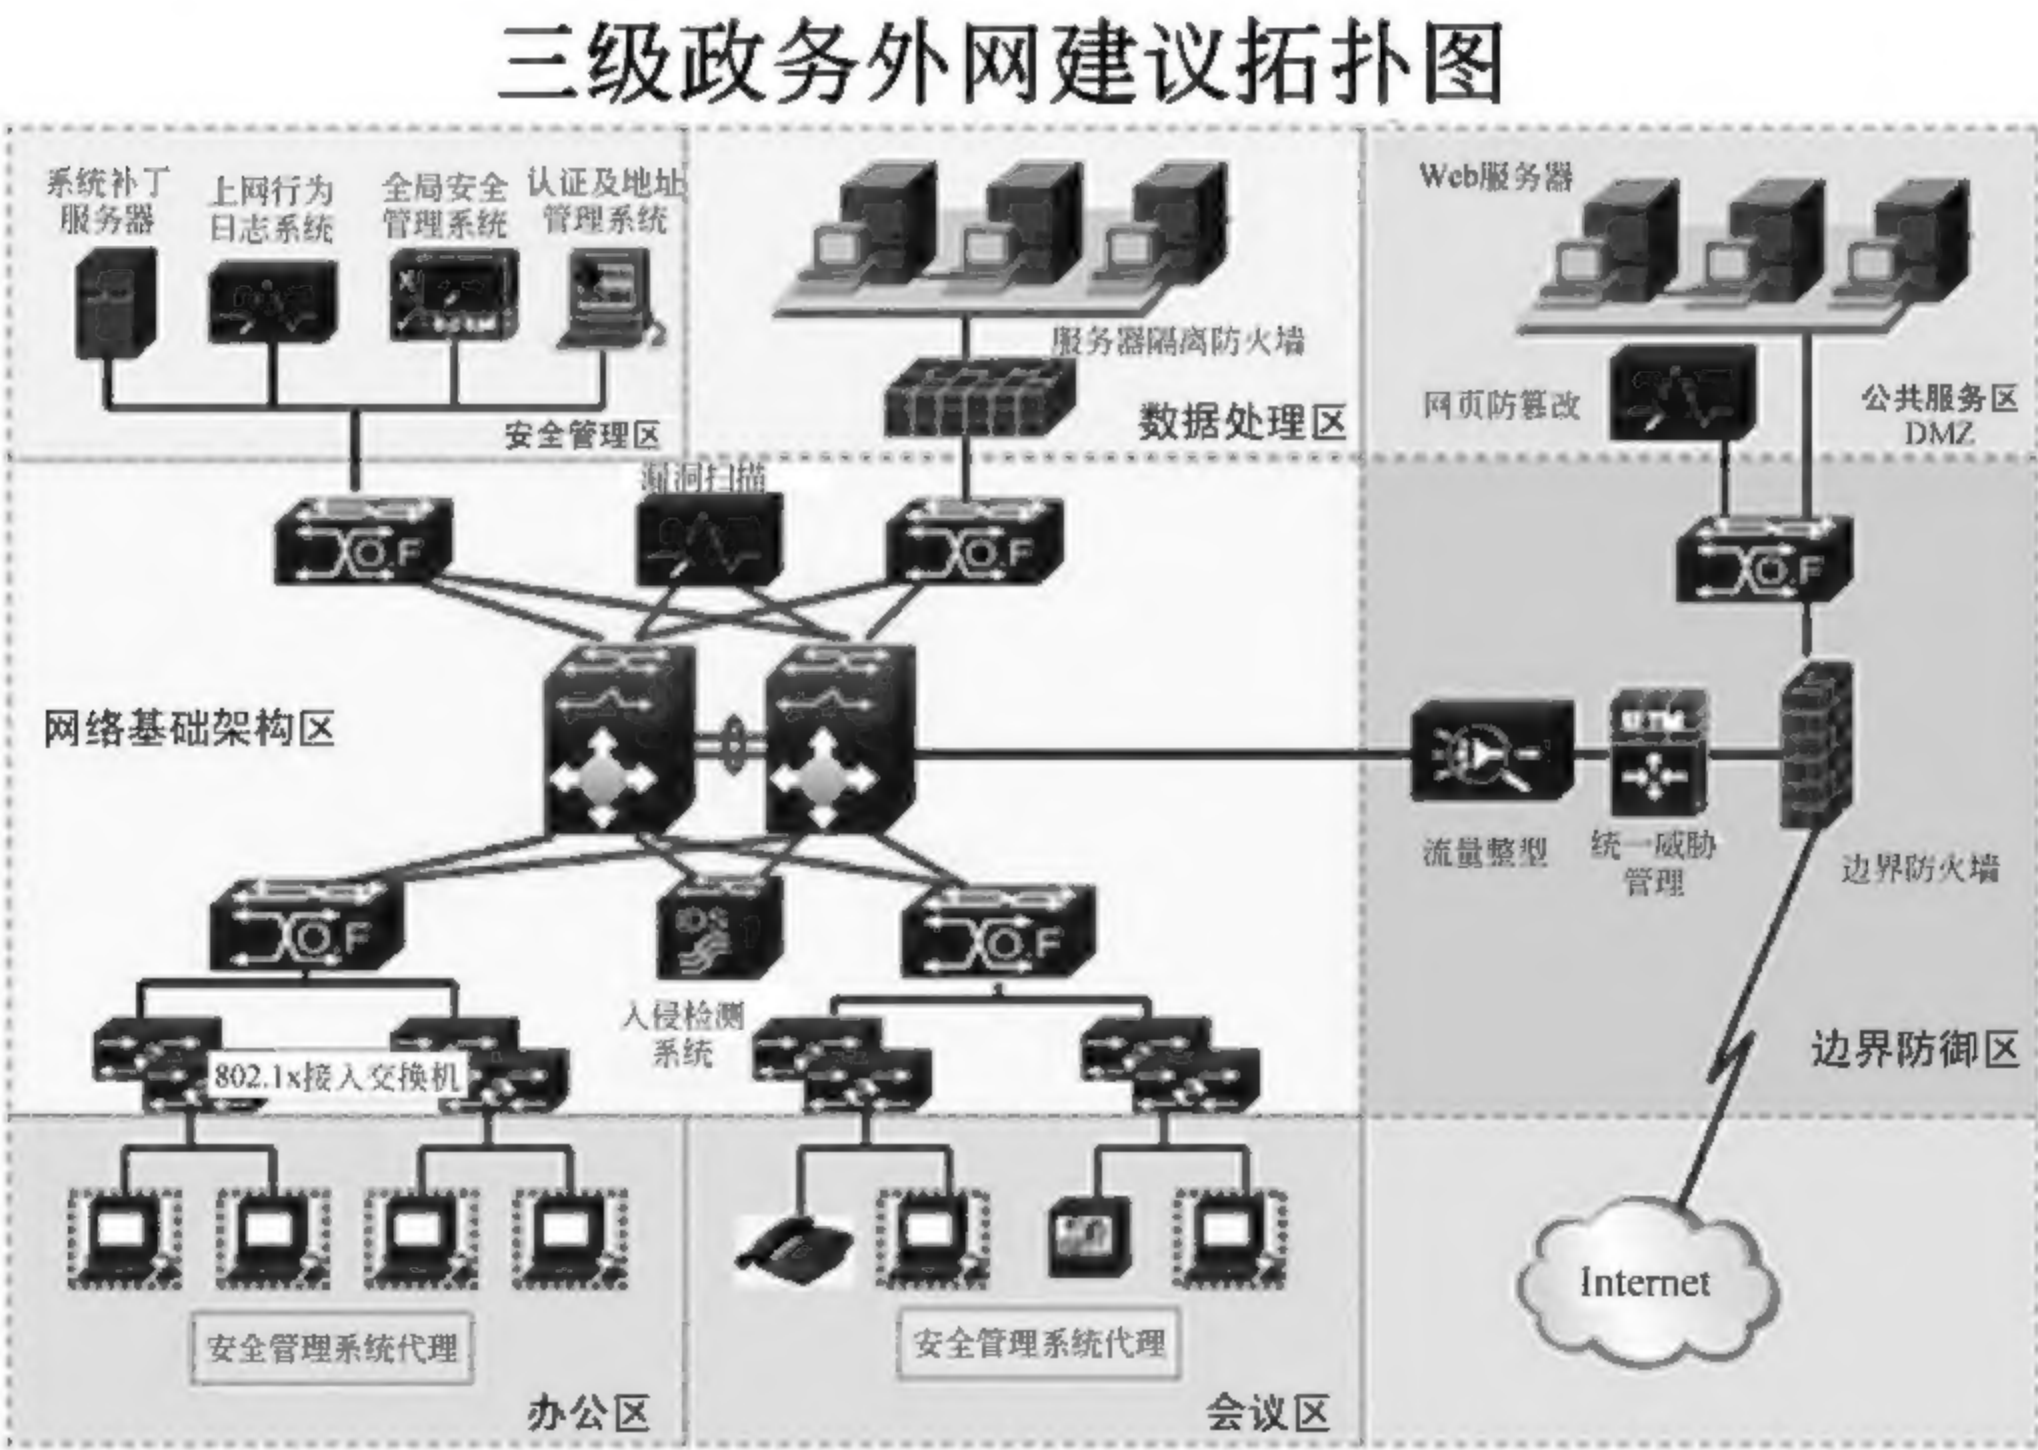 三级政务外网建议拓扑图
系统补丁
服务器
上网行为
日志系统
全局安全
管理系统
认证及地址
管理系统
安全管理区
服务器隔离防火墙
数据处理区
Web服务器
网页防篡改
公共服务区
DMZ
漏洞扫描
O.F
O.F
O.F
网络基础架构区
流量整型
统一威胁
管理
边界防火墙
O.F
IDS
O.F
入侵检测
系统
802.1x接入交换机
边界防御区
安全管理系统代理
办公区
安全管理系统代理
会议区
Internet